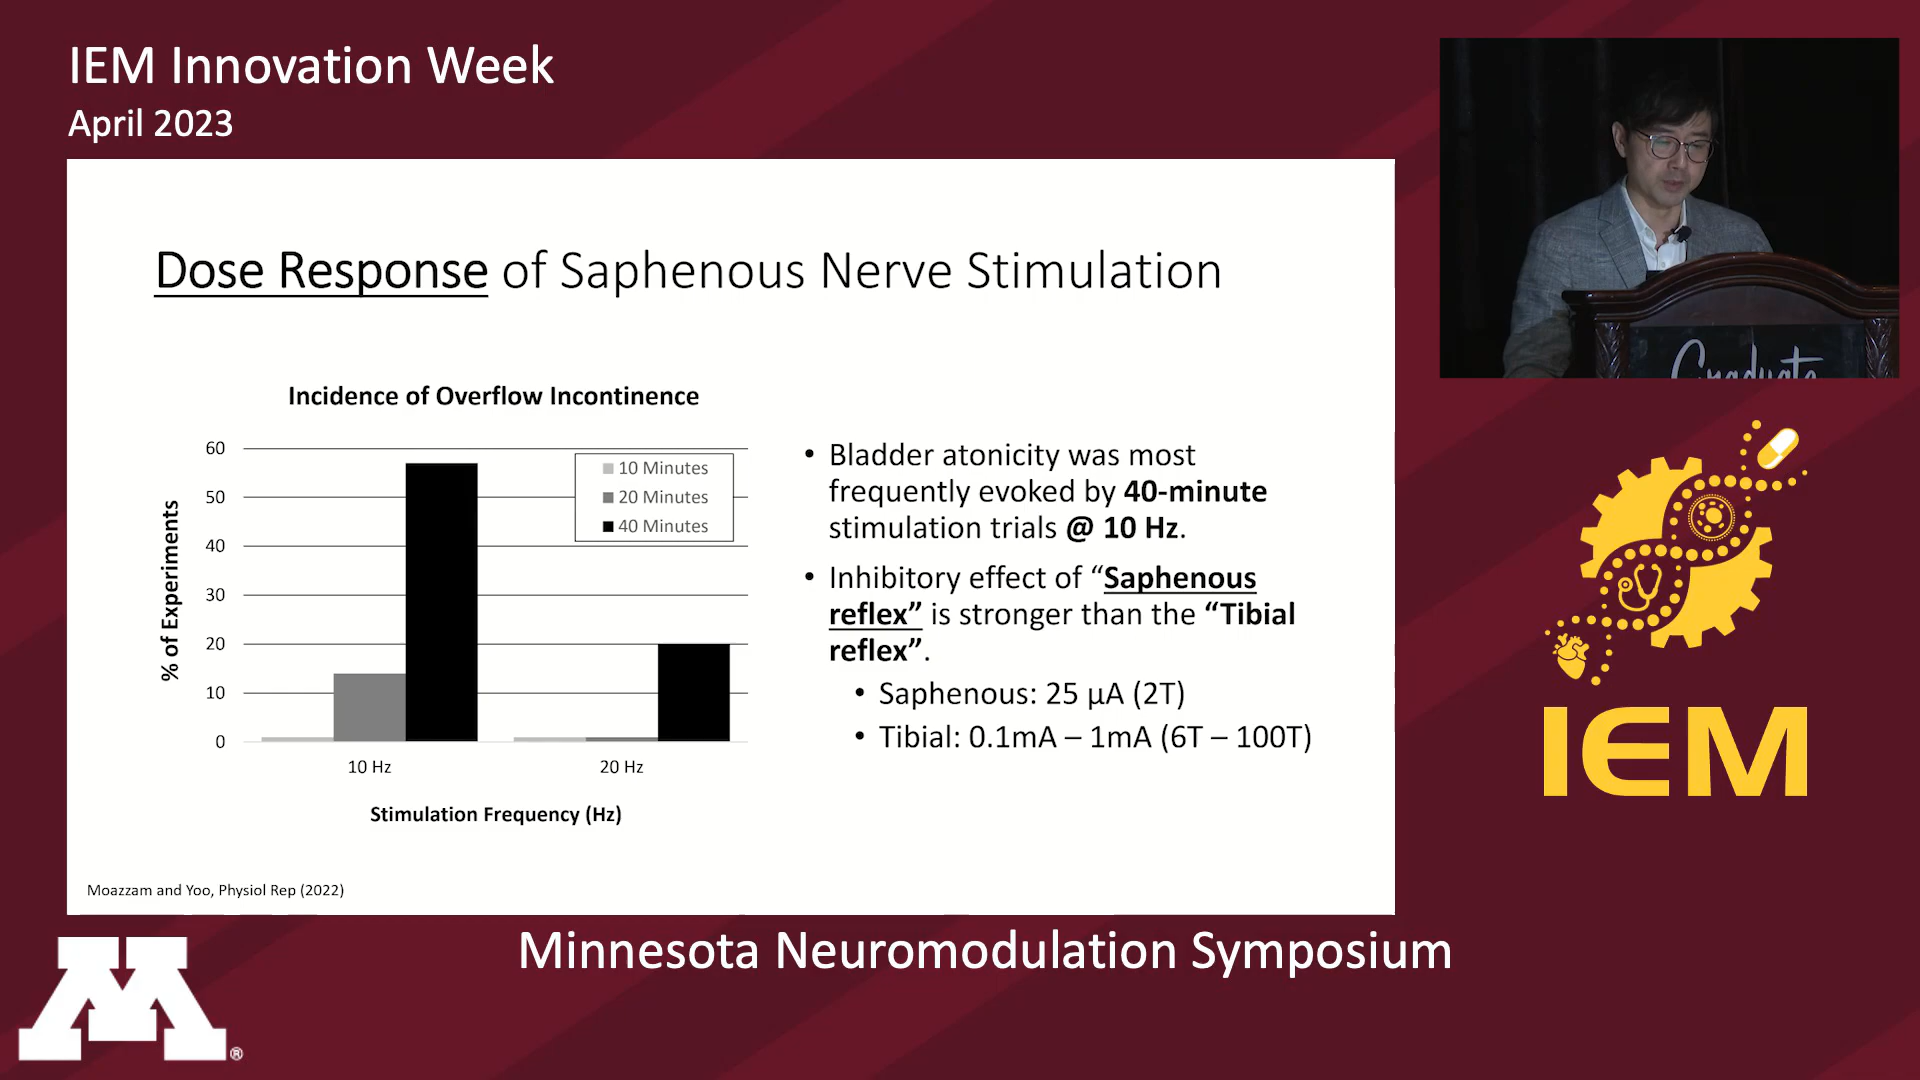 IEM Innovation Week
April 2023
Dose Response of Saphenous Nerve Stimulation
Incidence of Overflow Incontinence
60
50
40
30
20
10
0
% of Experiments
10 Minutes
20 Minutes
40 Minutes
10 Hz
20 Hz
Stimulation Frequency (Hz)
• Bladder atonicity was most
frequently evoked by 40-minute
stimulation trials @ 10 Hz.
• Inhibitory effect of “Saphenous
reflex” is stronger than the “Tibial
reflex”.
• Saphenous: 25 µA (2T)
• Tibial: 0.1mA – 1mA (6T – 100T)
Moazzam and Yoo, Physiol Rep (2022)
Graduate
IEM
Minnesota Neuromodulation Symposium
M®